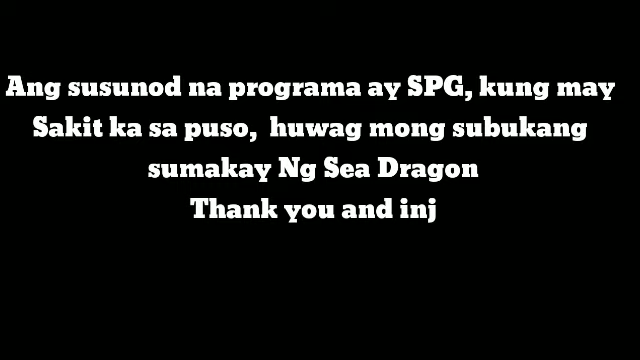 Ang susunod na programa ay SPG, kung may
Sakit ka sa puso, huwag mong subukang
sumakay Ng Sea Dragon
Thank you and inj